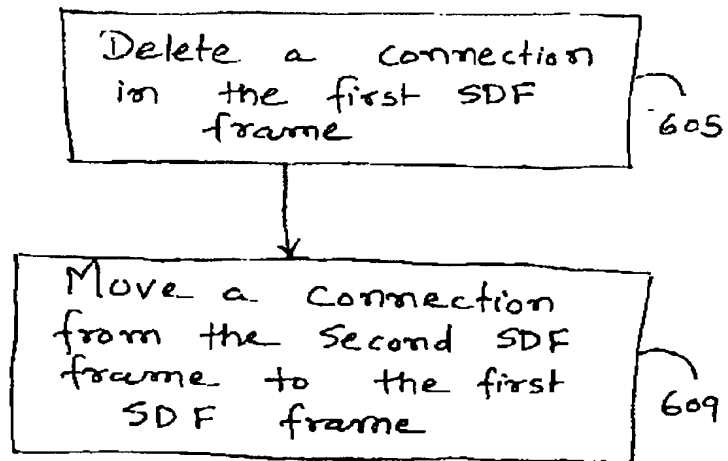 Delete a connection
in the first SDF
frame
605
Move a connection
from the second SDF
frame to the first
SDF frame
609